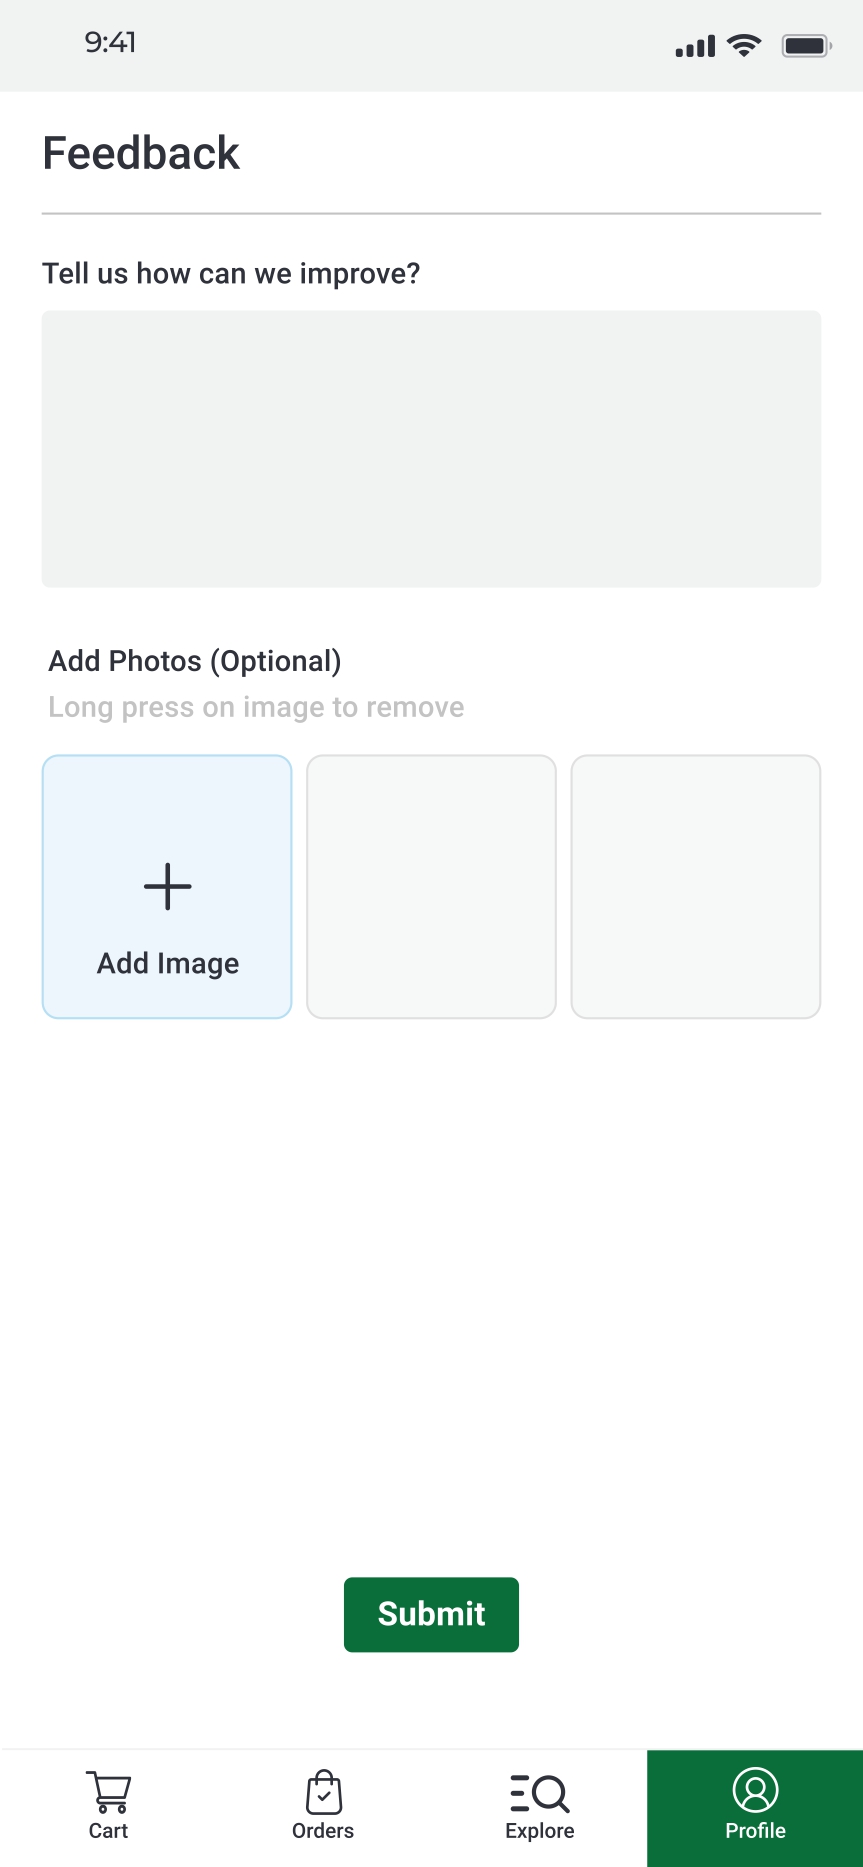 9:41
Feedback
Tell us how can we improve?
Add Photos (Optional)
Long press on image to remove
Add Image
Submit
Cart
Orders
Explore
Profile